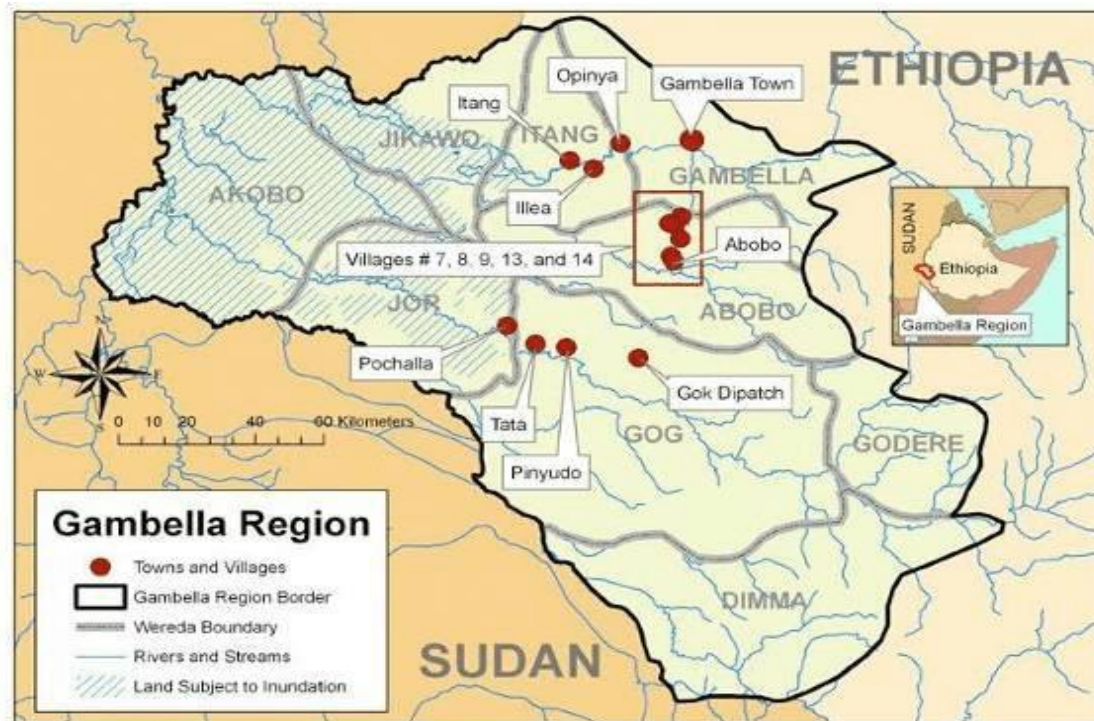 ETHIOPIA
Opinya
Gambella Town
Itang
ITANG
JIKAWO
GAMBELLA
AKOBO
Illea
Villages # 7, 8, 9, 13, and 14
Abobo
JOR
ABOBO
Pochalla
Gok Dipatch
Tata
GOG
Pinyudo
GODERE
DIMMA
SUDAN
SUDAN
Ethiopia
Gambella Region
N
W
E
S
0 20 40 60 Kilometers
Gambella Region
Towns and Villages
Gambella Region Border
Wereda Boundary
Rivers and Streams
Land Subject to Inundation